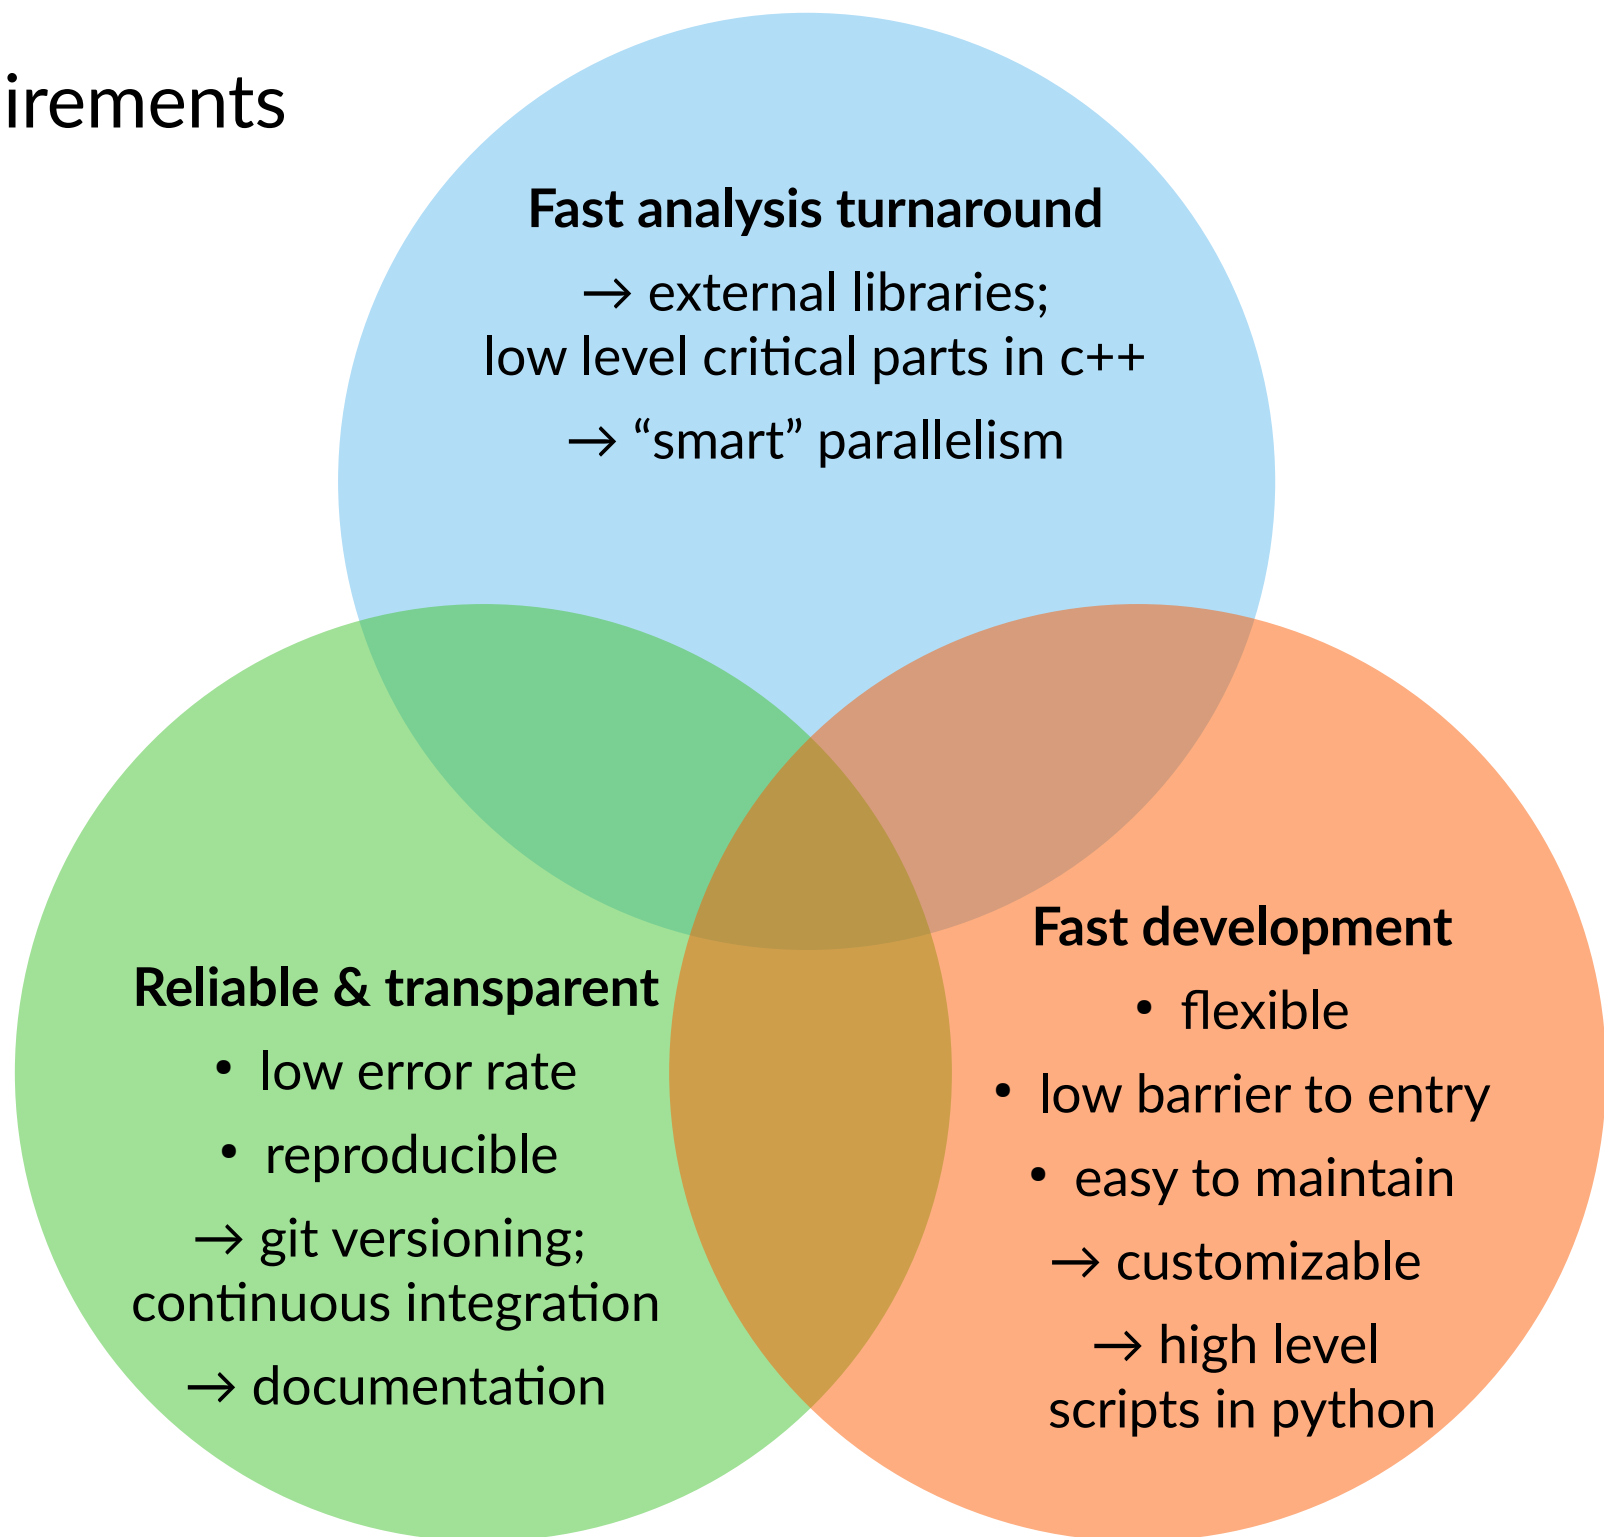 irements
Fast analysis turnaround
→ external libraries;
low level critical parts in c++
→ “smart” parallelism
Reliable & transparent
• low error rate
• reproducible
→ git versioning;
continuous integration
→ documentation
Fast development
• flexible
• low barrier to entry
• easy to maintain
→ customizable
→ high level
scripts in python